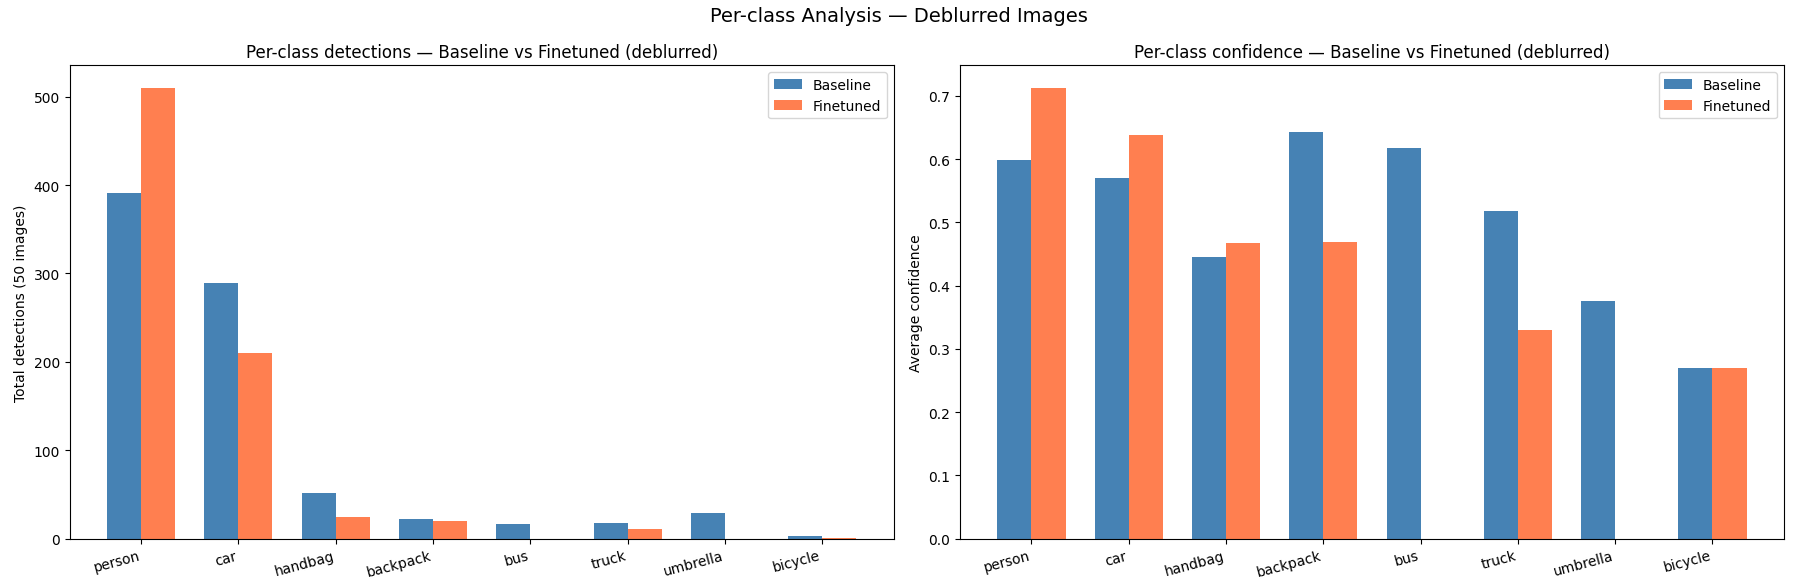 Per-class Analysis — Deblurred Images
Per-class detections — Baseline vs Finetuned (deblurred)
Baseline
Finetuned
Total detections (50 images)
500
400
300
200
100
0
person
car
handbag
backpack
bus
truck
umbrella
bicycle
Per-class confidence — Baseline vs Finetuned (deblurred)
Baseline
Finetuned
Average confidence
0.7
0.6
0.5
0.4
0.3
0.2
0.1
0.0
person
car
handbag
backpack
bus
truck
umbrella
bicycle